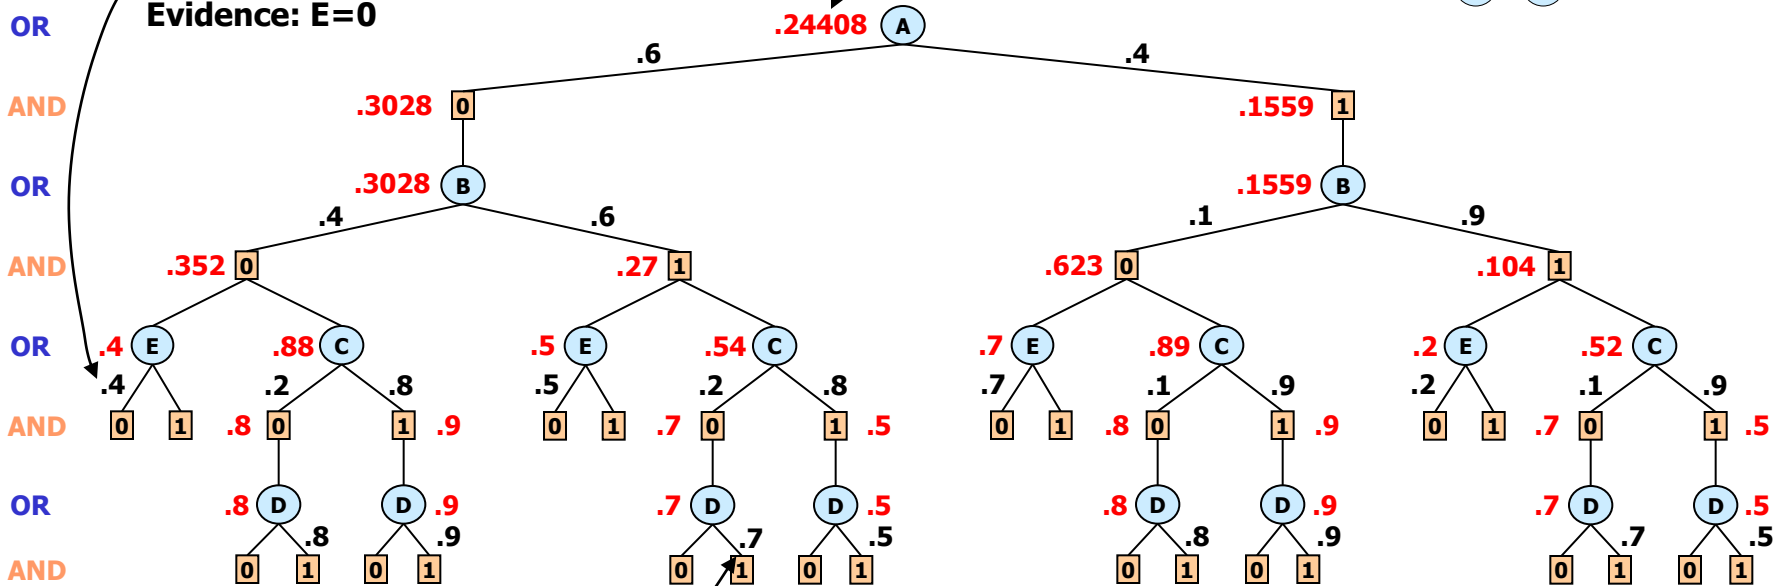 Evidence: E=0
OR .24408 A
.6 .4
AND .3028 0 .1559 1
OR .3028 B .1559 B
.4 .6 .1 .9
AND .352 0 .27 1 .623 0 .104 1
OR .4 E .88 C .5 E .54 C .7 E .89 C .2 E .52 C
.4 .2 .8 .5 .2 .8 .7 .1 .9 .2 .1 .9
AND 0 1 .8 0 1 .9 0 1 .7 0 1 .5 0 1 .8 0 1 .9 0 1 .7 0 1 .5
OR .8 D D .9 .7 D D .5 .8 D D .9 .7 D D .5
.8 .9 .7 .5 .8 .9 .7 .5
AND 0 1 0 1 0 1 0 1 0 1 0 1 0 1 0 1